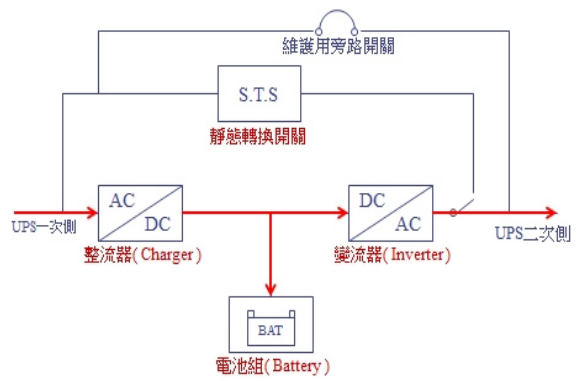 維護用旁路開關
S.T.S
靜態轉換開關
AC
DC
DC
AC
UPS一次側
UPS二次側
整流器(Charger)
變流器(Inverter)
BAT
電池組(Battery)